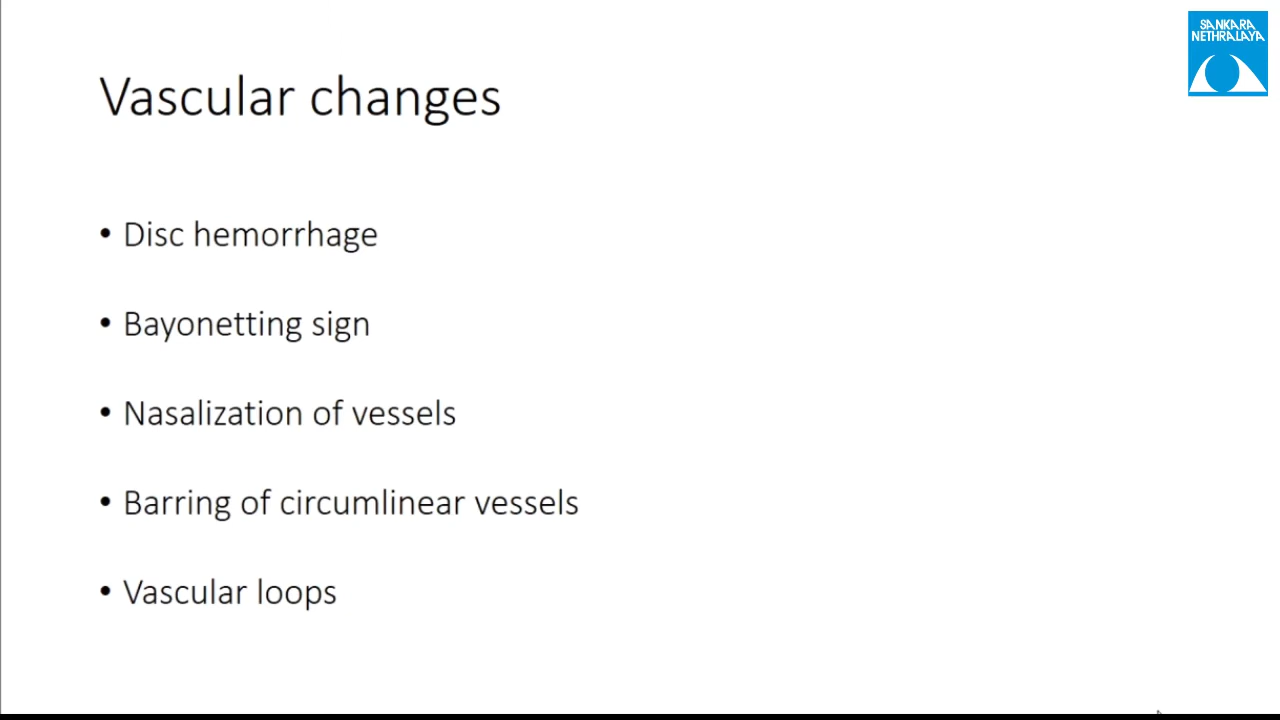 SANKARA
NETHRALAYA
Vascular changes
• Disc hemorrhage
• Bayonetting sign
• Nasalization of vessels
• Barring of circumlinear vessels
• Vascular loops